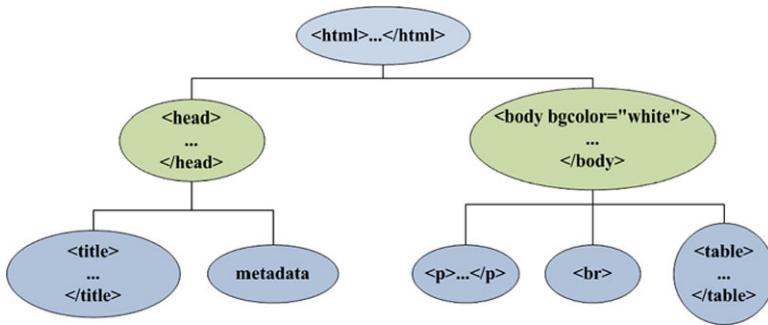 <html>...</html>
<head>
...
</head>
<body bgcolor="white">
...
</body>
<title>
...
</title>
metadata
<p>...</p>
<br>
<table>
...
</table>